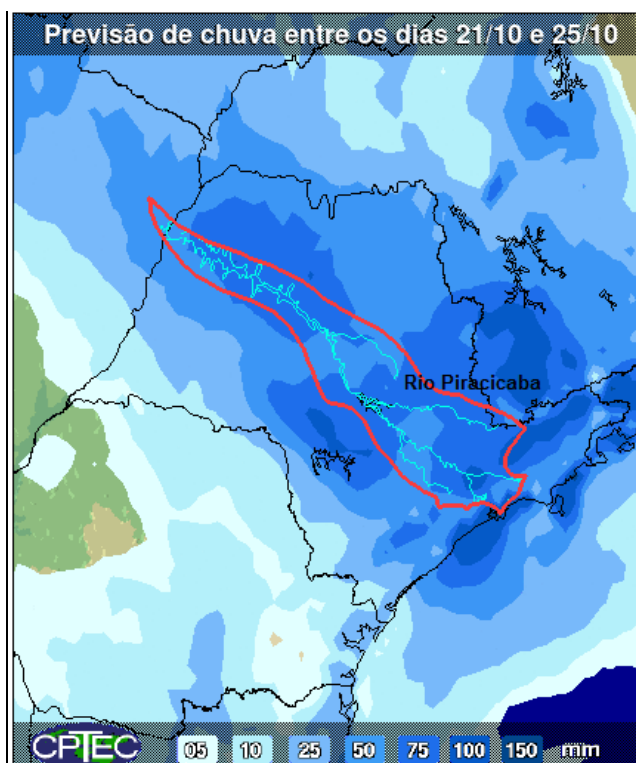 Previsão de chuva entre os dias 21/10 e 25/10
Rio Piracicaba
CPTEC 05 10 25 50 75 100 150 mm